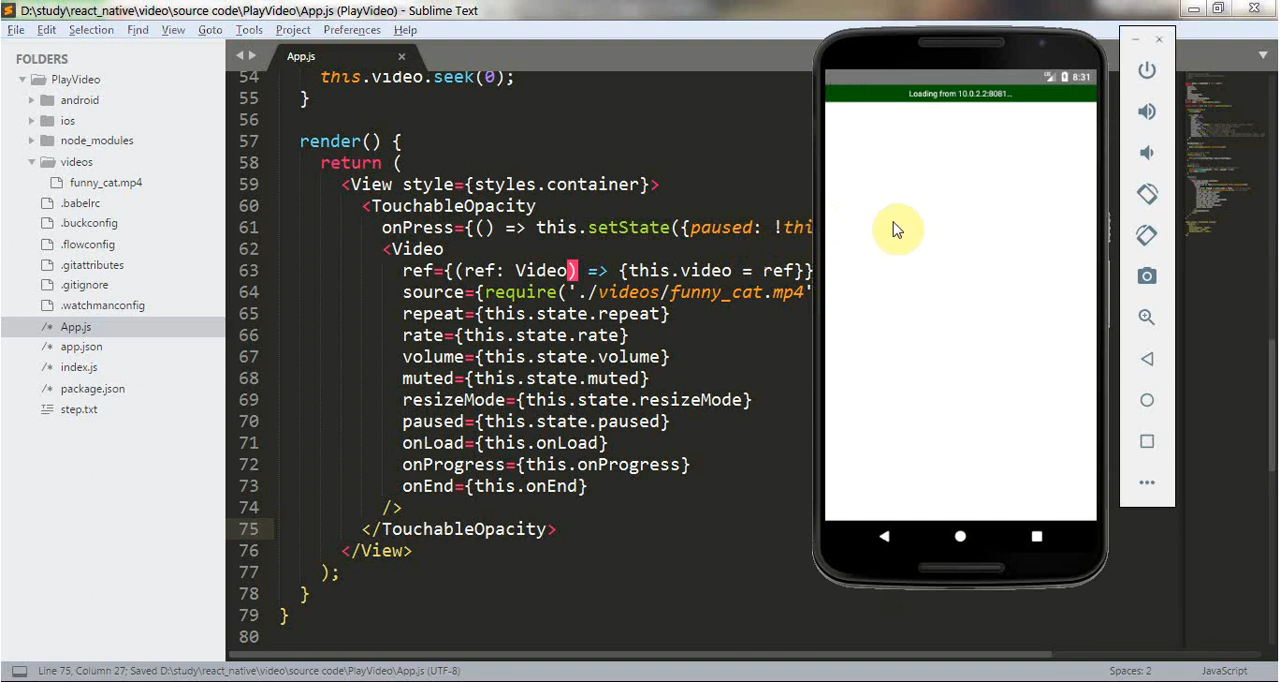 D:\study\react_native\video\source code\PlayVideo\App.js (PlayVideo) - Sublime Text
File Edit Selection Find View Goto Tools Project Preferences Help
FOLDERS
PlayVideo
android
ios
node_modules
videos
funny_cat.mp4
.babelrc
.buckconfig
.flowconfig
.gitattributes
.gitignore
.watchmanconfig
/* App.js
/* app.json
/* index.js
/* package.json
step.txt
App.js
54 this.video.seek(0);
55 }
56
57 render() {
58 return (
59 <View style={styles.container}>
60 <TouchableOpacity
61 onPress={() => this.setState({paused: !thi
62 <Video
63 ref={(ref: Video) => {this.video = ref}}
64 source={require('./videos/funny_cat.mp4'
65 repeat={this.state.repeat}
66 rate={this.state.rate}
67 volume={this.state.volume}
68 muted={this.state.muted}
69 resizeMode={this.state.resizeMode}
70 paused={this.state.paused}
71 onLoad={this.onLoad}
72 onProgress={this.onProgress}
73 onEnd={this.onEnd}
74 />
75 </TouchableOpacity>
76 </View>
77 );
78 }
79 }
80
8:31
Loading from 10.0.2.2:8081...
Line 75, Column 27; Saved D:\study\react_native\video\source code\PlayVideo\App.js (UTF-8)
Spaces: 2
JavaScript